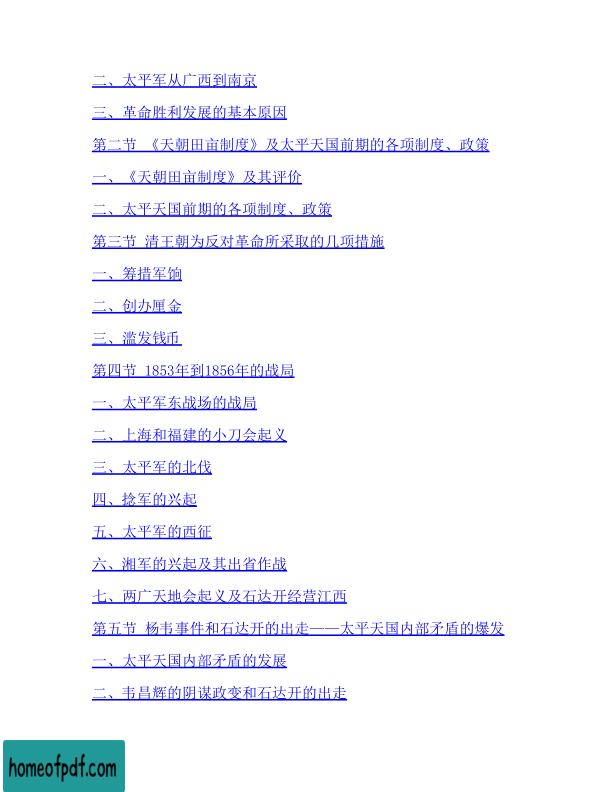 二、太平军从广西到南京
三、革命胜利发展的基本原因
第二节 《天朝田亩制度》及太平天国前期的各项制度、政策
一、《天朝田亩制度》及其评价
二、太平天国前期的各项制度、政策
第三节 清王朝为反对革命所采取的几项措施
一、筹措军饷
二、创办厘金
三、滥发钱币
第四节 1853年到1856年的战局
一、太平军东战场的战局
二、上海和福建的小刀会起义
三、太平军的北伐
四、捻军的兴起
五、太平军的西征
六、湘军的兴起及其出省作战
七、两广天地会起义及石达开经营江西
第五节 杨韦事件和石达开的出走——太平天国内部矛盾的爆发
一、太平天国内部矛盾的发展
二、韦昌辉的阴谋政变和石达开的出走
homeofpdf.com